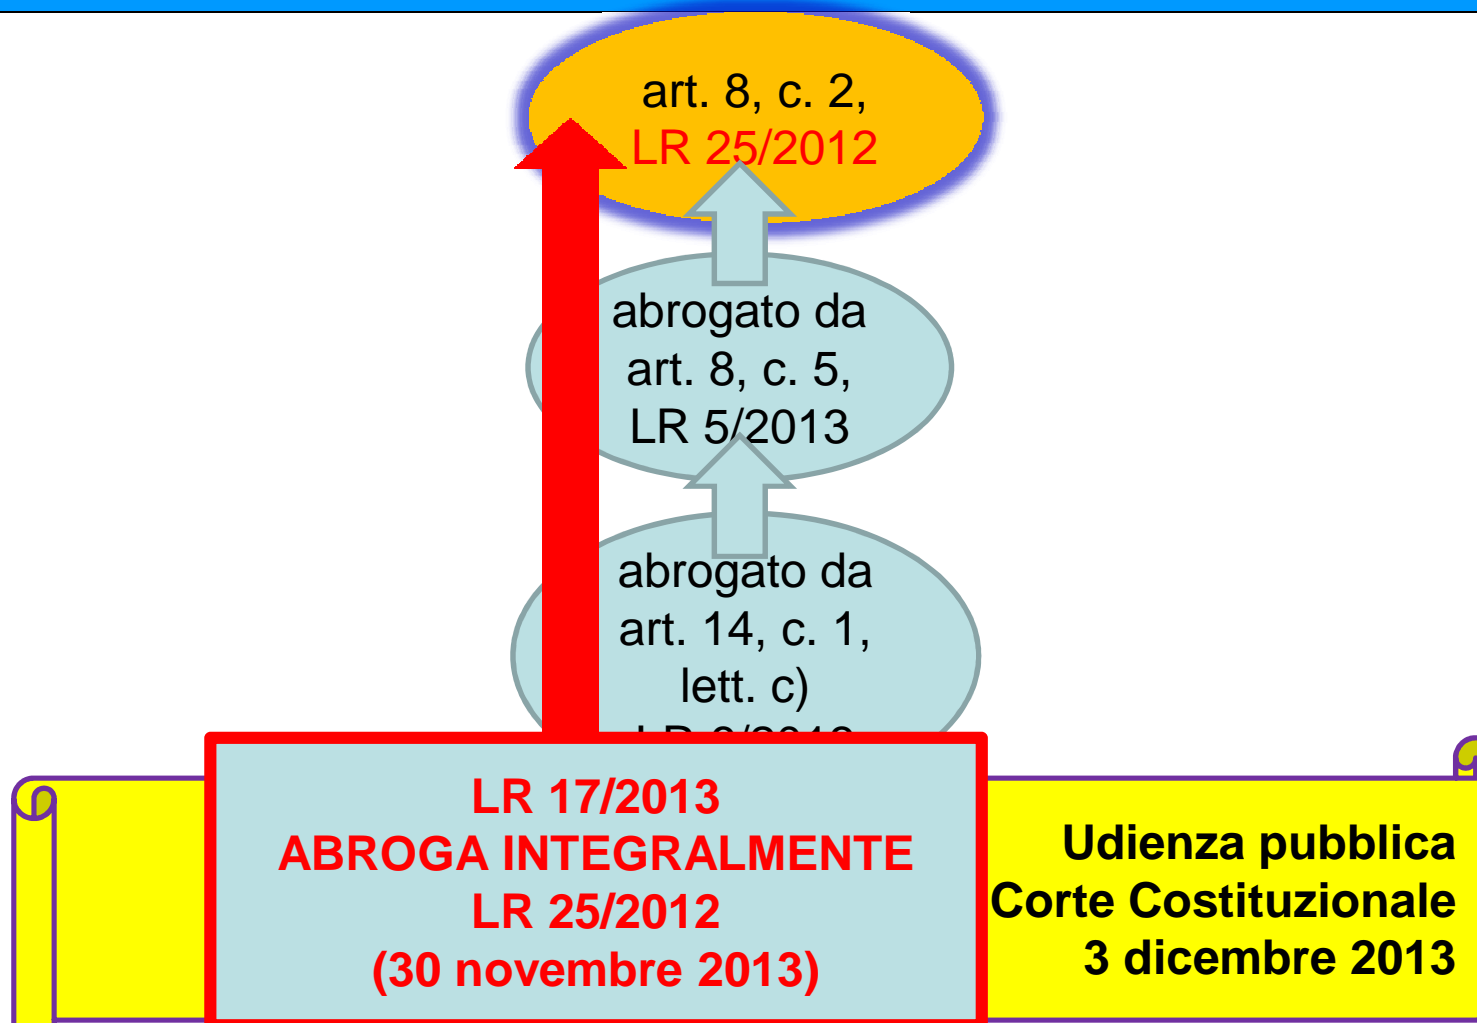 art. 8, c. 2,
LR 25/2012
abrogato da
art. 8, c. 5,
LR 5/2013
abrogato da
art. 14, c. 1,
lett. c)
LR 17/2013
ABROGA INTEGRALMENTE
LR 25/2012
(30 novembre 2013)
Udienza pubblica
Corte Costituzionale
3 dicembre 2013